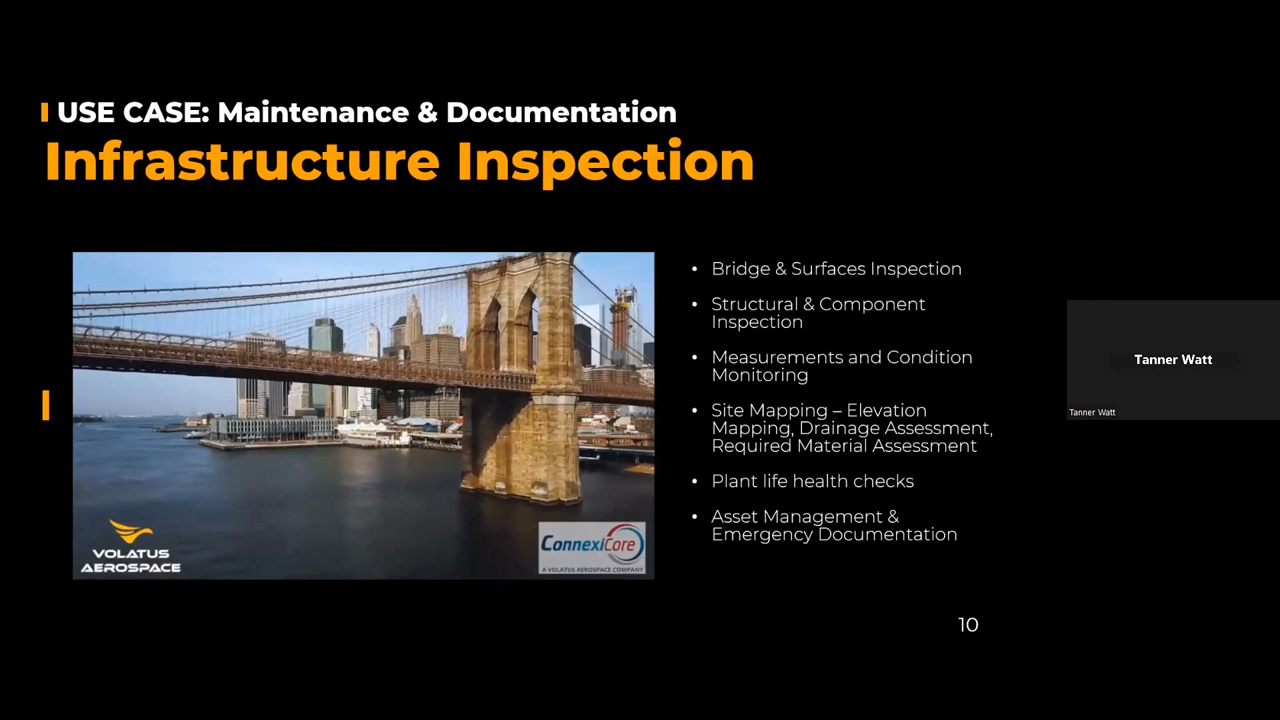 USE CASE: Maintenance & Documentation
Infrastructure Inspection
VOLATUS
AEROSPACE
ConnexiCore
A VOLATUS AEROSPACE COMPANY
• Bridge & Surfaces Inspection
• Structural & Component
Inspection
• Measurements and Condition
Monitoring
• Site Mapping – Elevation
Mapping, Drainage Assessment,
Required Material Assessment
• Plant life health checks
• Asset Management &
Emergency Documentation
10
Tanner Watt
Tanner Watt